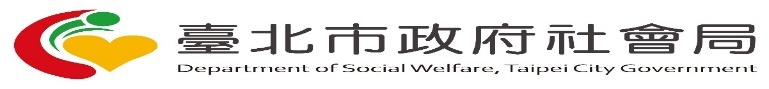 臺北市政府社會局
Department of Social Welfare, Taipei City Government